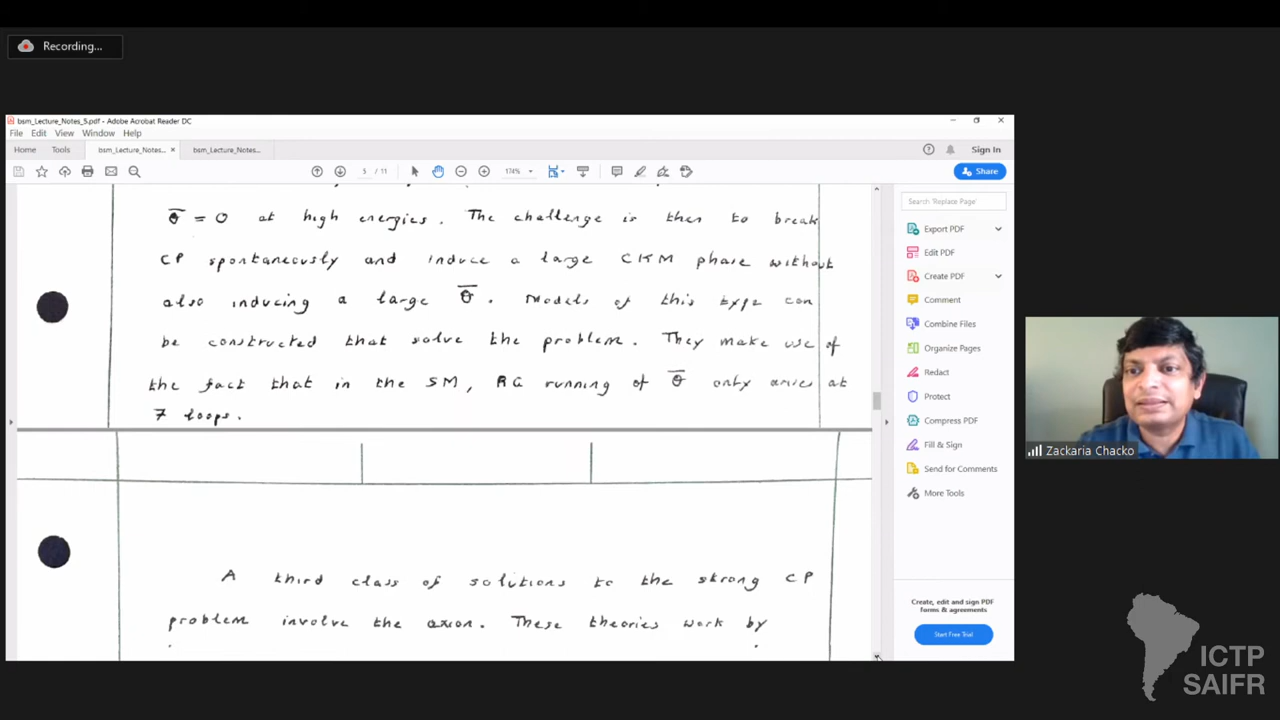 Recording...
bsm_Lecture_Notes_5.pdf - Adobe Acrobat Reader DC
File Edit View Window Help
Home Tools bsm_Lecture_Notes... × bsm_Lecture_Notes... Sign In
5 / 11 174% Share
θ̅ = 0 at high energies. The challenge is then to break
CP spontaneously and induce a large CKM phase without
also inducing a large θ̅. Models of this type can
be constructed that solve the problem. They make use of
the fact that in the SM, RG running of θ̅ only arises at
7 loops.
A third class of solutions to the strong CP
problem involve the axion. These theories work by
Search 'Replace Page'
Export PDF
Edit PDF
Create PDF
Comment
Combine Files
Organize Pages
Redact
Protect
Compress PDF
Fill & Sign
Send for Comments
More Tools
Create, edit and sign PDF
forms & agreements
Start Free Trial
Zackaria Chacko
ICTP
SAIFR